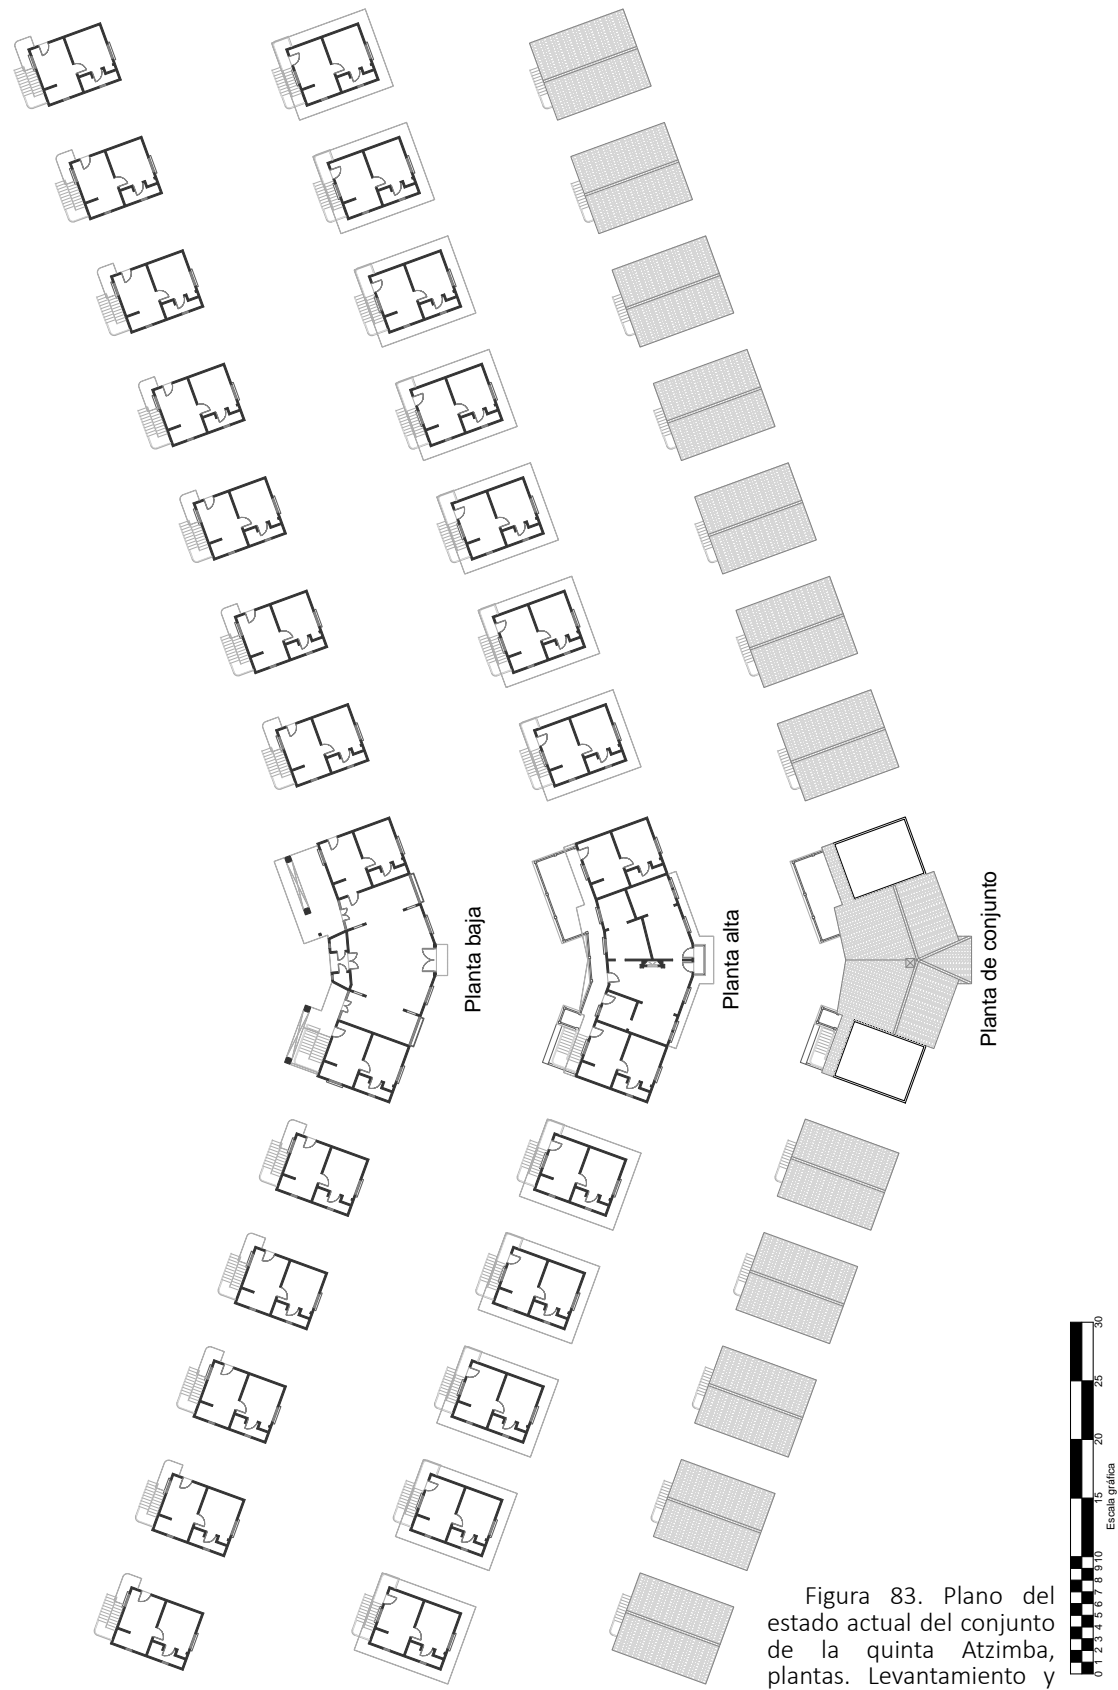 Planta baja
Planta alta
Planta de conjunto
0 1 2 3 4 5 6 7 8 9 10 15 20 25 30
Escala gráfica
Figura 83. Plano del
estado actual del conjunto
de la quinta Atzimba,
plantas. Levantamiento y